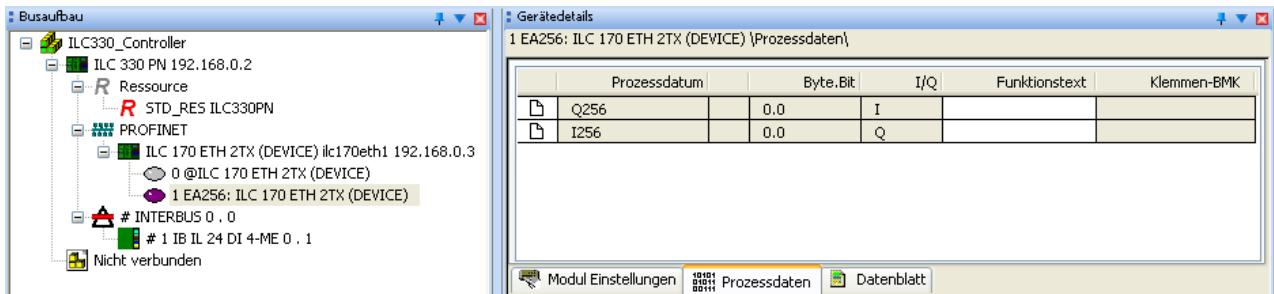 Busaufbau
ILC330_Controller
ILC 330 PN 192.168.0.2
R Ressource
R STD_RES ILC330PN
PROFINET
ILC 170 ETH 2TX (DEVICE) ilc170eth1 192.168.0.3
0 @ILC 170 ETH 2TX (DEVICE)
1 EA256: ILC 170 ETH 2TX (DEVICE)
# INTERBUS 0 . 0
# 1 IB IL 24 DI 4-ME 0 . 1
Nicht verbunden
Gerätedetails
1 EA256: ILC 170 ETH 2TX (DEVICE) \Prozessdaten\
Prozessdatum Byte.Bit I/Q Funktionstext Klemmen-BMK
Q256 0.0 I
I256 0.0 Q
Modul Einstellungen Prozessdaten Datenblatt